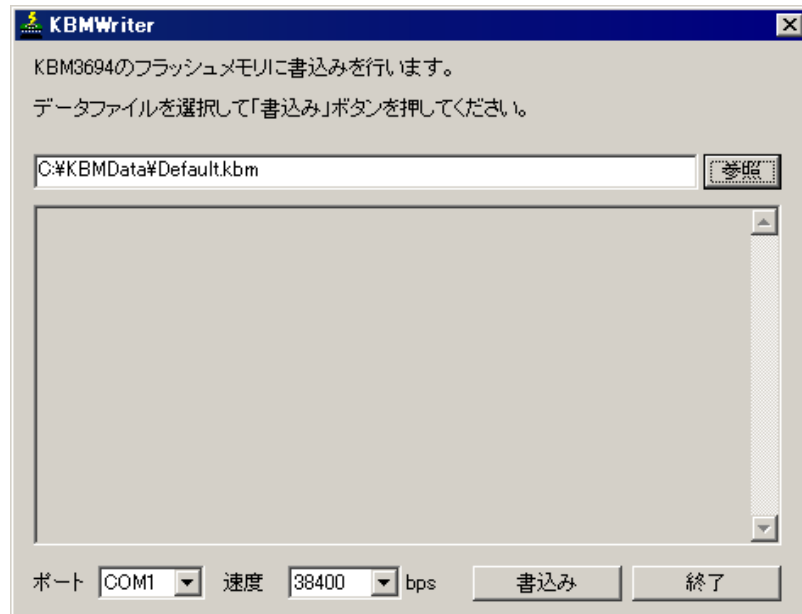 KBMWriter
KBM3694のフラッシュメモリに書込みを行います。
データファイルを選択して「書込み」ボタンを押してください。
C:¥KBMData¥Default.kbm 参照
ポート COM1 速度 38400 bps 書込み 終了